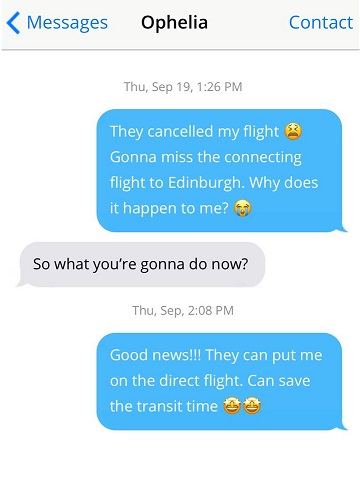 Messages Ophelia Contact
Thu, Sep 19, 1:26 PM
They cancelled my flight 😫
Gonna miss the connecting
flight to Edinburgh. Why does
it happen to me? 😭
So what you’re gonna do now?
Thu, Sep, 2:08 PM
Good news!!! They can put me
on the direct flight. Can save
the transit time 🤩🤩